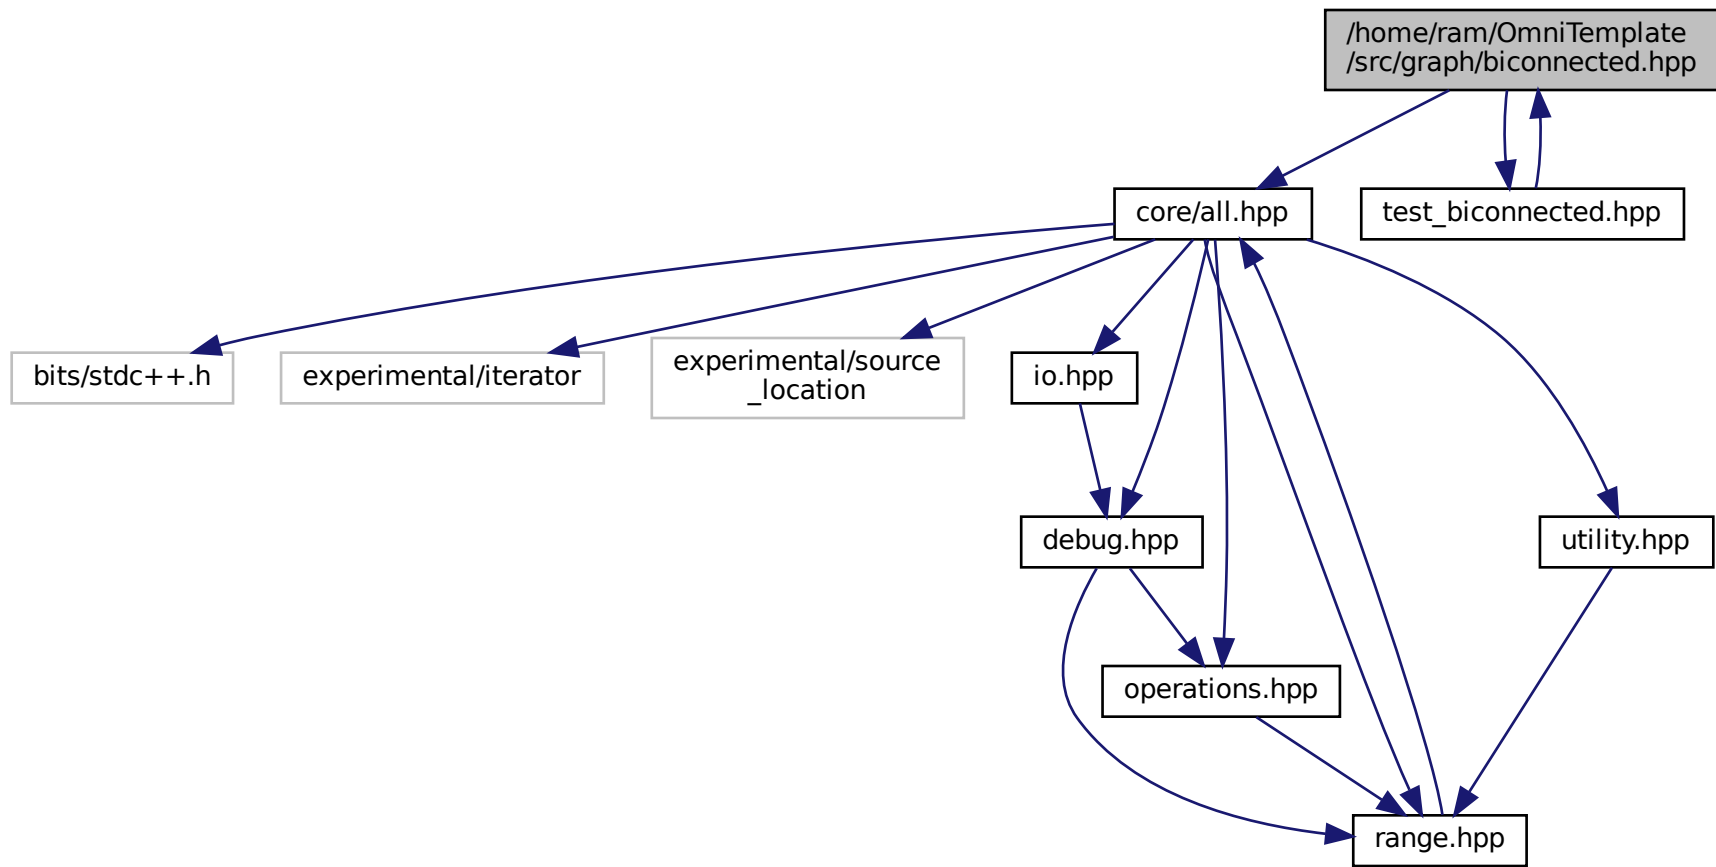 /home/ram/OmniTemplate
/src/graph/biconnected.hpp
core/all.hpp
test_biconnected.hpp
bits/stdc++.h
experimental/iterator
experimental/source
_location
io.hpp
debug.hpp
utility.hpp
operations.hpp
range.hpp